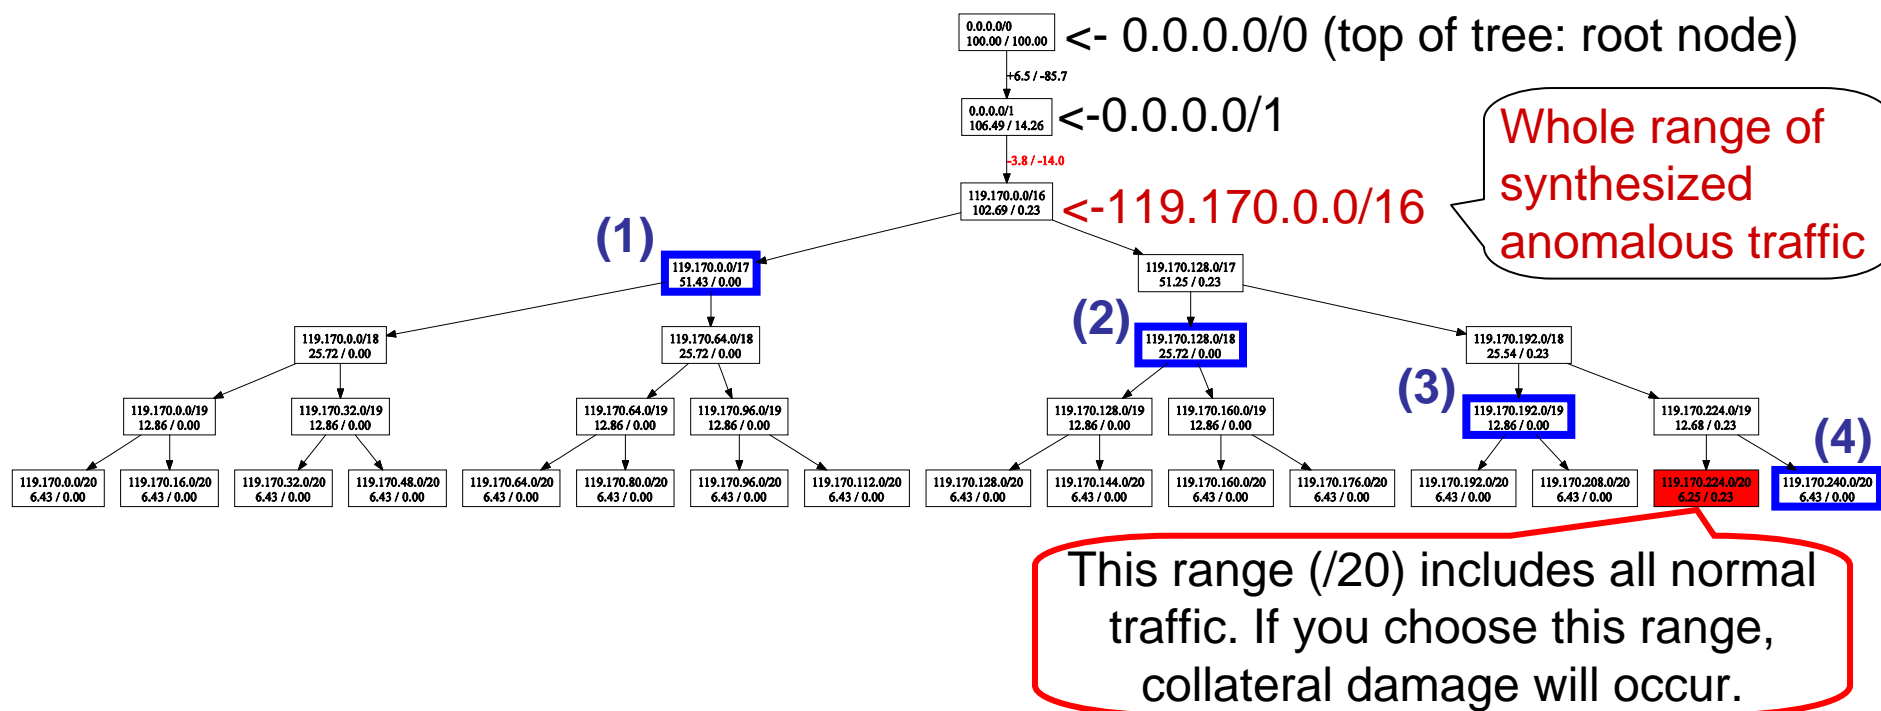 0.0.0.0/0
100.00 / 100.00
<- 0.0.0.0/0 (top of tree: root node)
+6.5 / -85.7
0.0.0.0/1
106.49 / 14.26
<-0.0.0.0/1
-3.8 / -14.0
119.170.0.0/16
102.69 / 0.23
<-119.170.0.0/16
Whole range of
synthesized
anomalous traffic
(1)
119.170.0.0/17
51.43 / 0.00
119.170.128.0/17
51.25 / 0.23
119.170.0.0/18
25.72 / 0.00
119.170.64.0/18
25.72 / 0.00
(2)
119.170.128.0/18
25.72 / 0.00
119.170.192.0/18
25.54 / 0.23
119.170.0.0/19
12.86 / 0.00
119.170.32.0/19
12.86 / 0.00
119.170.64.0/19
12.86 / 0.00
119.170.96.0/19
12.86 / 0.00
119.170.128.0/19
12.86 / 0.00
119.170.160.0/19
12.86 / 0.00
(3)
119.170.192.0/19
12.86 / 0.00
119.170.224.0/19
12.68 / 0.23
119.170.0.0/20
6.43 / 0.00
119.170.16.0/20
6.43 / 0.00
119.170.32.0/20
6.43 / 0.00
119.170.48.0/20
6.43 / 0.00
119.170.64.0/20
6.43 / 0.00
119.170.80.0/20
6.43 / 0.00
119.170.96.0/20
6.43 / 0.00
119.170.112.0/20
6.43 / 0.00
119.170.128.0/20
6.43 / 0.00
119.170.144.0/20
6.43 / 0.00
119.170.160.0/20
6.43 / 0.00
119.170.176.0/20
6.43 / 0.00
119.170.192.0/20
6.43 / 0.00
119.170.208.0/20
6.43 / 0.00
119.170.224.0/20
6.25 / 0.23
(4)
119.170.240.0/20
6.43 / 0.00
This range (/20) includes all normal
traffic. If you choose this range,
collateral damage will occur.